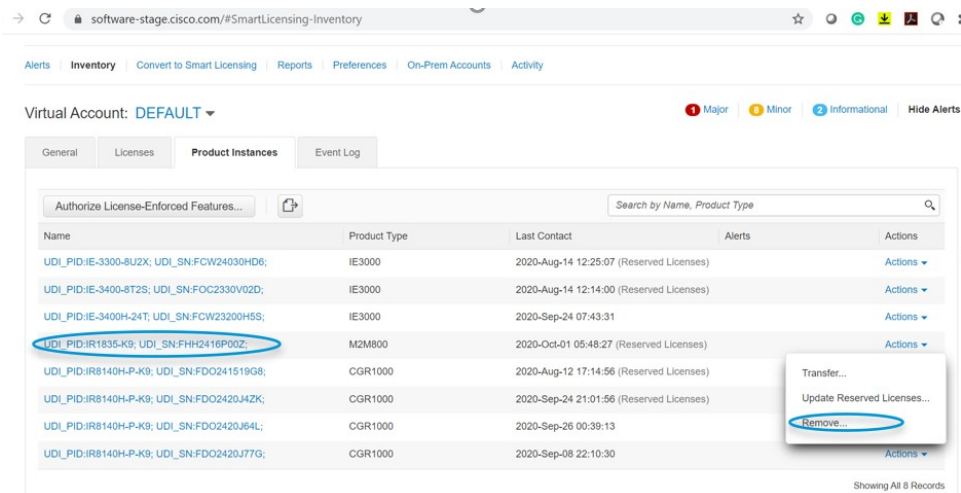 software-stage.cisco.com/#SmartLicensing-Inventory
Alerts Inventory Convert to Smart Licensing Reports Preferences On-Prem Accounts Activity
Virtual Account: DEFAULT 1 Major 8 Minor 2 Informational Hide Alerts
General Licenses Product Instances Event Log
Authorize License-Enforced Features... Search by Name, Product Type
Name Product Type Last Contact Alerts Actions
UDI_PID:IE-3300-8U2X; UDI_SN:FCW24030HD6; IE3000 2020-Aug-14 12:25:07 (Reserved Licenses) Actions
UDI_PID:IE-3400-8T2S; UDI_SN:FOC2330V02D; IE3000 2020-Aug-14 12:14:00 (Reserved Licenses) Actions
UDI_PID:IE-3400H-24T; UDI_SN:FCW23200H5S; IE3000 2020-Sep-24 07:43:31 Actions
UDI_PID:IR1835-K9; UDI_SN:FHH2416P00Z; M2M800 2020-Oct-01 05:48:27 (Reserved Licenses) Actions
UDI_PID:IR8140H-P-K9; UDI_SN:FDO241519G8; CGR1000 2020-Aug-12 17:14:56 (Reserved Licenses)
Transfer...
UDI_PID:IR8140H-P-K9; UDI_SN:FDO2420J4ZK; CGR1000 2020-Sep-24 21:01:56 (Reserved Licenses)
Update Reserved Licenses...
UDI_PID:IR8140H-P-K9; UDI_SN:FDO2420J64L; CGR1000 2020-Sep-26 00:39:13
Remove...
UDI_PID:IR8140H-P-K9; UDI_SN:FDO2420J77G; CGR1000 2020-Sep-08 22:10:30 Actions
Showing All 8 Records